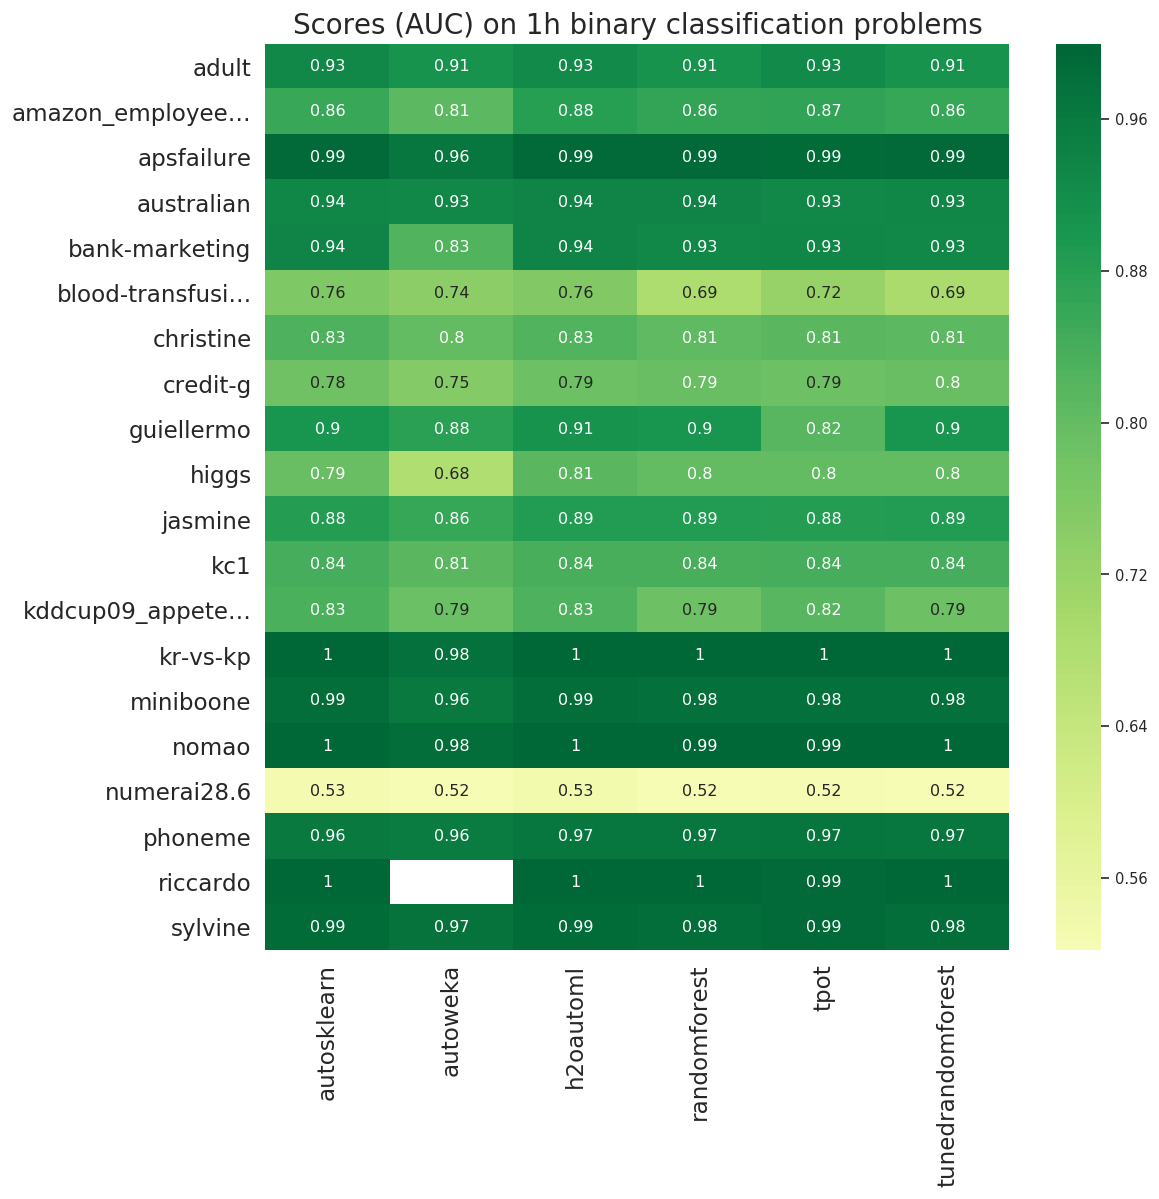 Scores (AUC) on 1h binary classification problems
adult 0.93 0.91 0.93 0.91 0.93 0.91
amazon_employee… 0.86 0.81 0.88 0.86 0.87 0.86
apsfailure 0.99 0.96 0.99 0.99 0.99 0.99
australian 0.94 0.93 0.94 0.94 0.93 0.93
bank-marketing 0.94 0.83 0.94 0.93 0.93 0.93
blood-transfusi… 0.76 0.74 0.76 0.69 0.72 0.69
christine 0.83 0.8 0.83 0.81 0.81 0.81
credit-g 0.78 0.75 0.79 0.79 0.79 0.8
guiellermo 0.9 0.88 0.91 0.9 0.82 0.9
higgs 0.79 0.68 0.81 0.8 0.8 0.8
jasmine 0.88 0.86 0.89 0.89 0.88 0.89
kc1 0.84 0.81 0.84 0.84 0.84 0.84
kddcup09_appete… 0.83 0.79 0.83 0.79 0.82 0.79
kr-vs-kp 1 0.98 1 1 1 1
miniboone 0.99 0.96 0.99 0.98 0.98 0.98
nomao 1 0.98 1 0.99 0.99 1
numerai28.6 0.53 0.52 0.53 0.52 0.52 0.52
phoneme 0.96 0.96 0.97 0.97 0.97 0.97
riccardo 1 1 1 0.99 1
sylvine 0.99 0.97 0.99 0.98 0.99 0.98
autosklearn
autoweka
h2oautoml
randomforest
tpot
tunedrandomforest
0.96
0.88
0.80
0.72
0.64
0.56